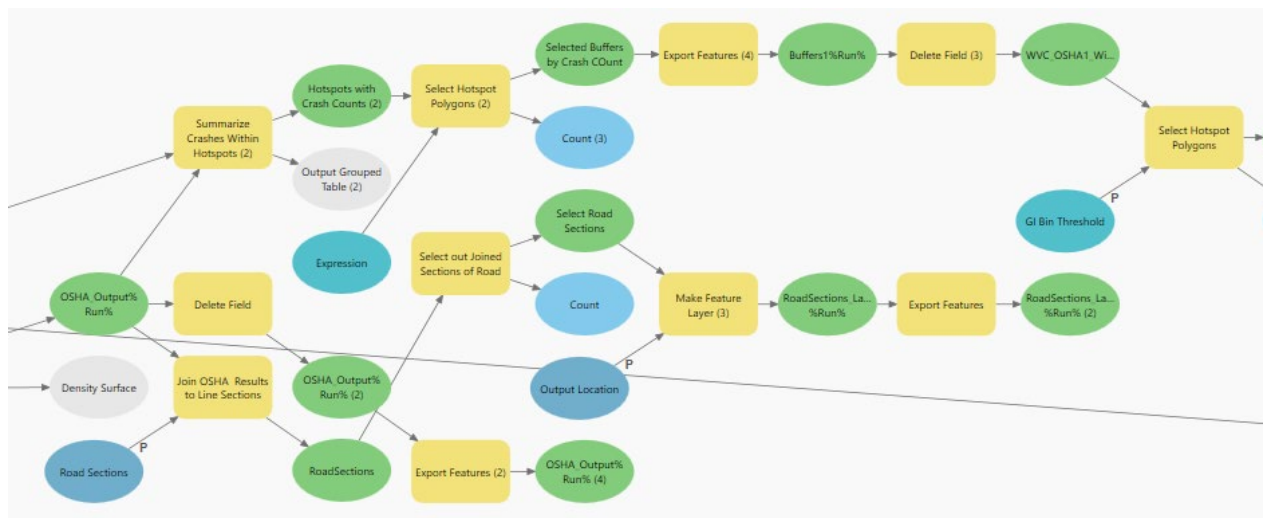 Selected Buffers
by Crash COunt
Export Features (4)
Buffers1%Run%
Delete Field (3)
WVC_OSHA1_Wi...
Hotspots with
Crash Counts (2)
Select Hotspot
Polygons (2)
Summarize
Crashes Within
Hotspots (2)
Count (3)
Select Hotspot
Polygons
Output Grouped
Table (2)
Select Road
Sections
P
GI Bin Threshold
Expression
Select out Joined
Sections of Road
OSHA_Output%
Run%
Delete Field
Count
Make Feature
Layer (3)
RoadSections_La...
%Run%
Export Features
RoadSections_La...
%Run% (2)
Density Surface
Join OSHA Results
to Line Sections
OSHA_Output%
Run% (2)
P
Output Location
P
Road Sections
RoadSections
Export Features (2)
OSHA_Output%
Run% (4)